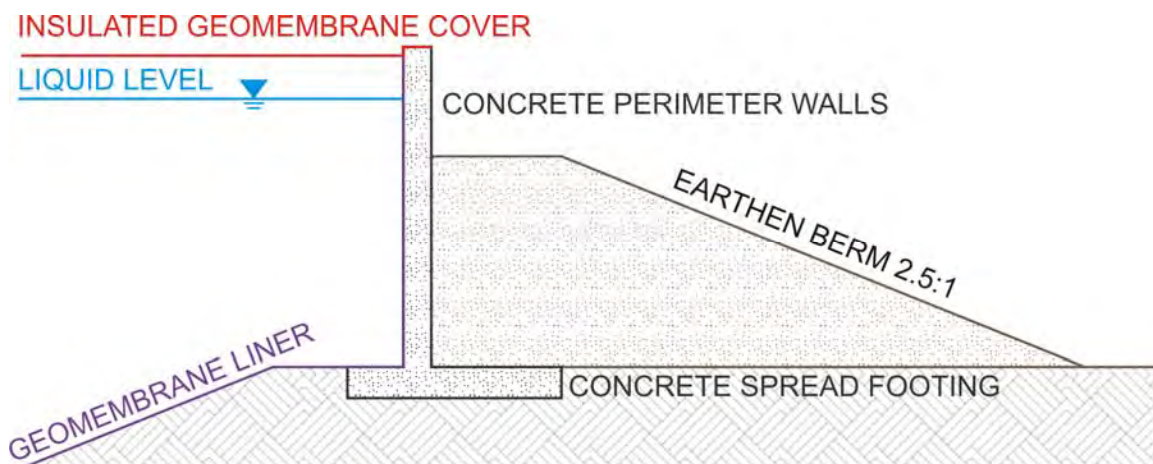 INSULATED GEOMEMBRANE COVER
LIQUID LEVEL
CONCRETE PERIMETER WALLS
EARTHEN BERM 2.5:1
GEOMEMBRANE LINER
CONCRETE SPREAD FOOTING